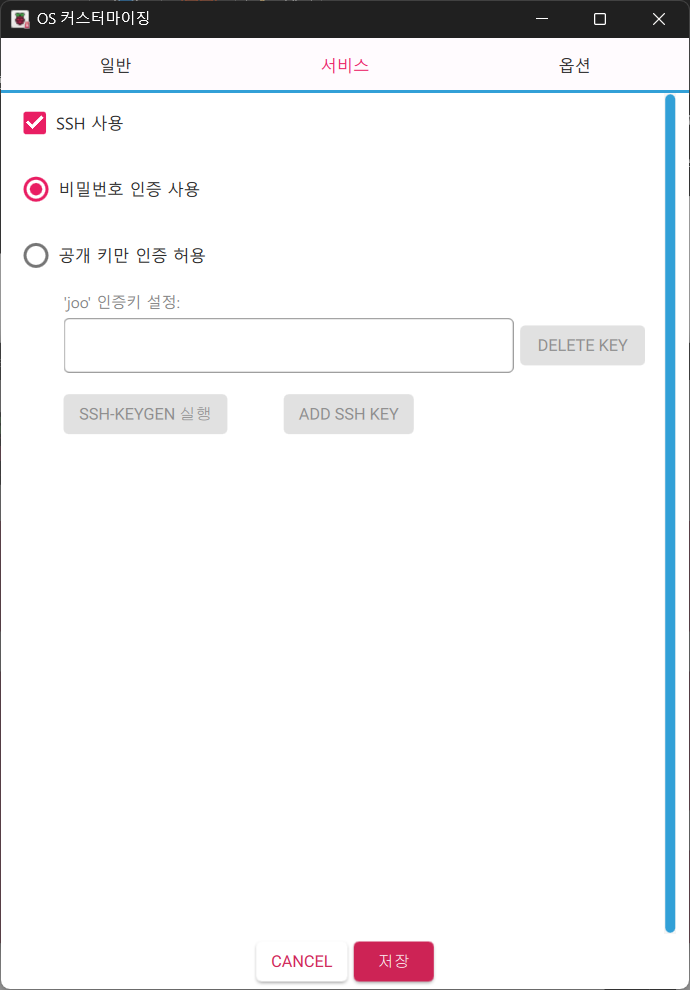 OS 커스터마이징
일반 서비스 옵션
SSH 사용
비밀번호 인증 사용
공개 키만 인증 허용
'joo' 인증키 설정:
DELETE KEY
SSH-KEYGEN 실행 ADD SSH KEY
CANCEL 저장